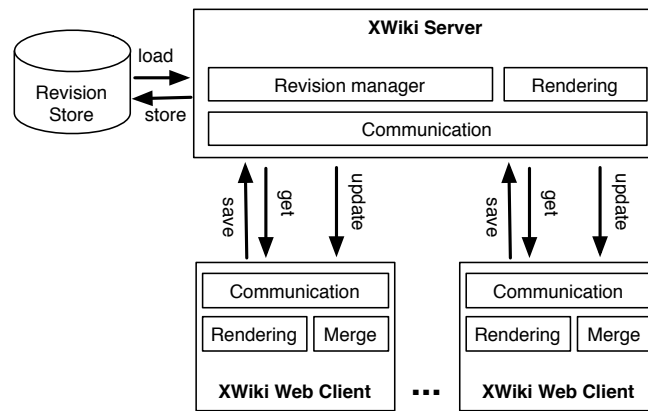 XWiki Server
load
Revision Store
store
Revision manager
Rendering
Communication
save
get
update
save
get
update
Communication
Rendering
Merge
XWiki Web Client
...
Communication
Rendering
Merge
XWiki Web Client